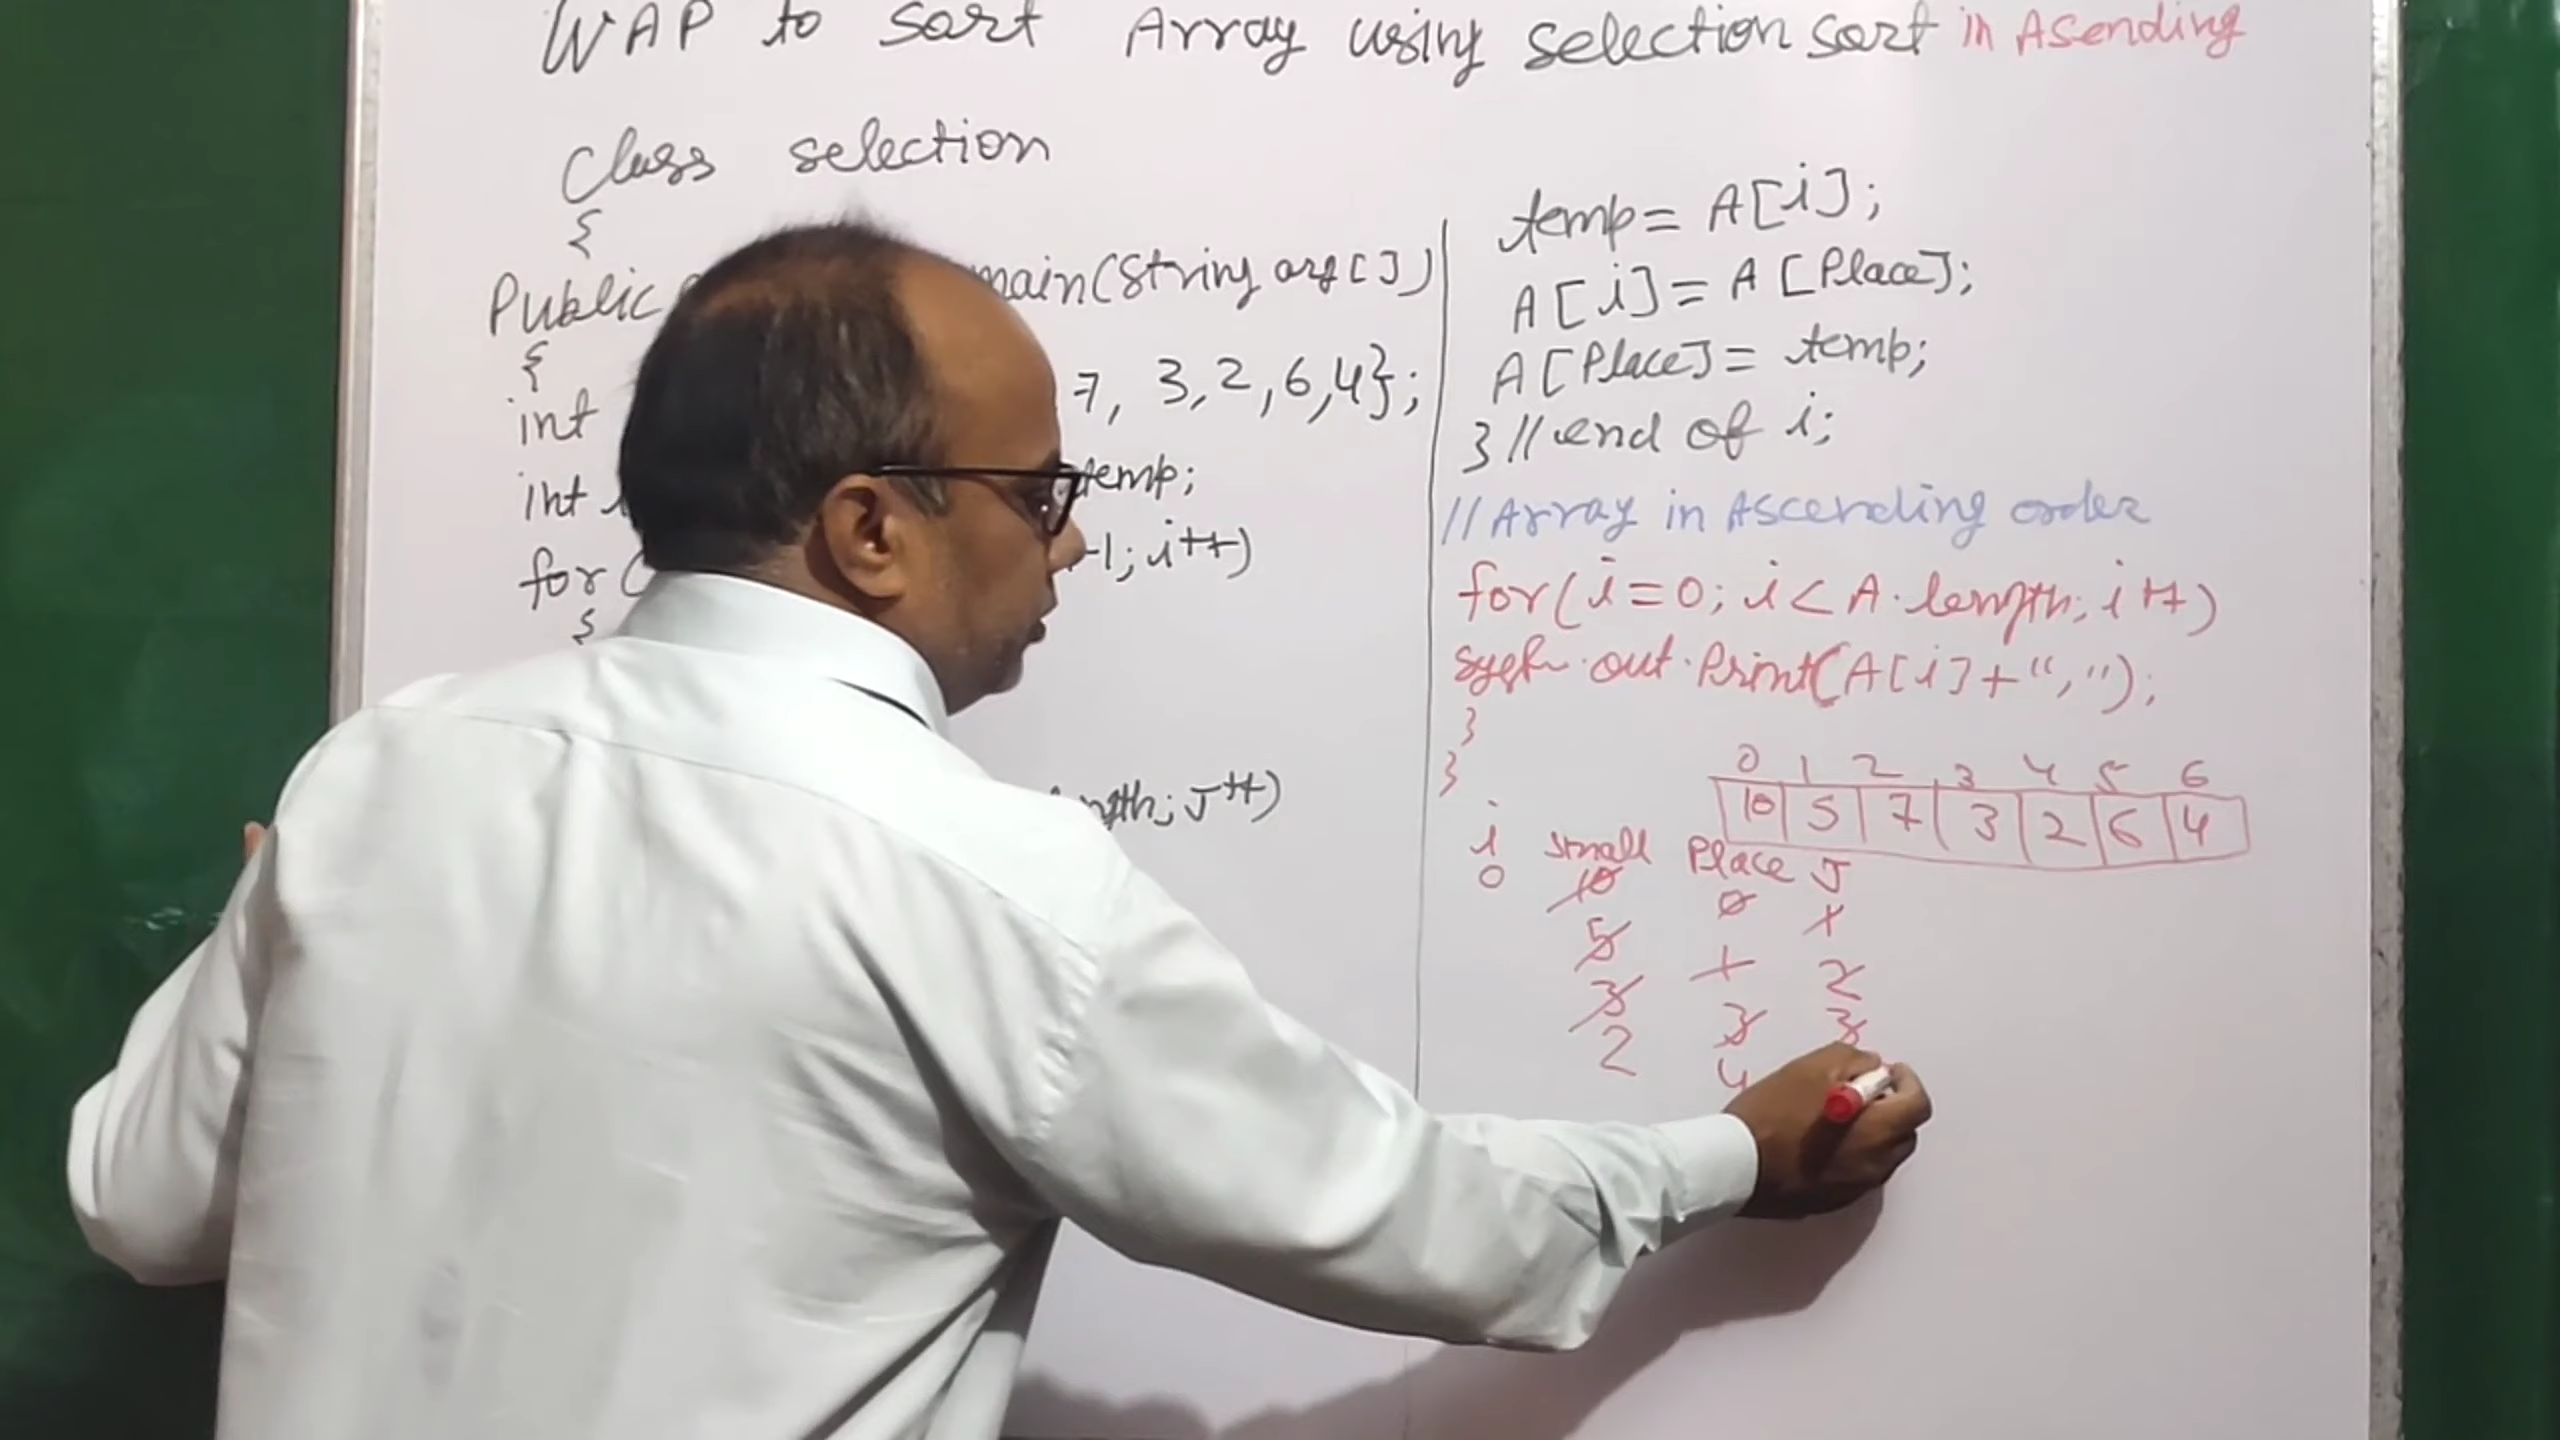 WAP to Sort Array using selection sort in Asending
Class selection
{
Public main(String arg[])
{
int 7, 3,2,6,4};
int temp;
for( -1; i++)
{
ngth; J++)
temp= A[i];
A[i]= A[Place];
A[Place]= temp;
} // end of i;
// Array in Ascending order
for(i=0; i<A.length; i++)
out.Print(A[i]+",");
}
}
0 1 2 3 4 5 6
10 5 7 3 2 6 4
i small Place J
0 10 0 1
5 1 2
3 3 3
2 4